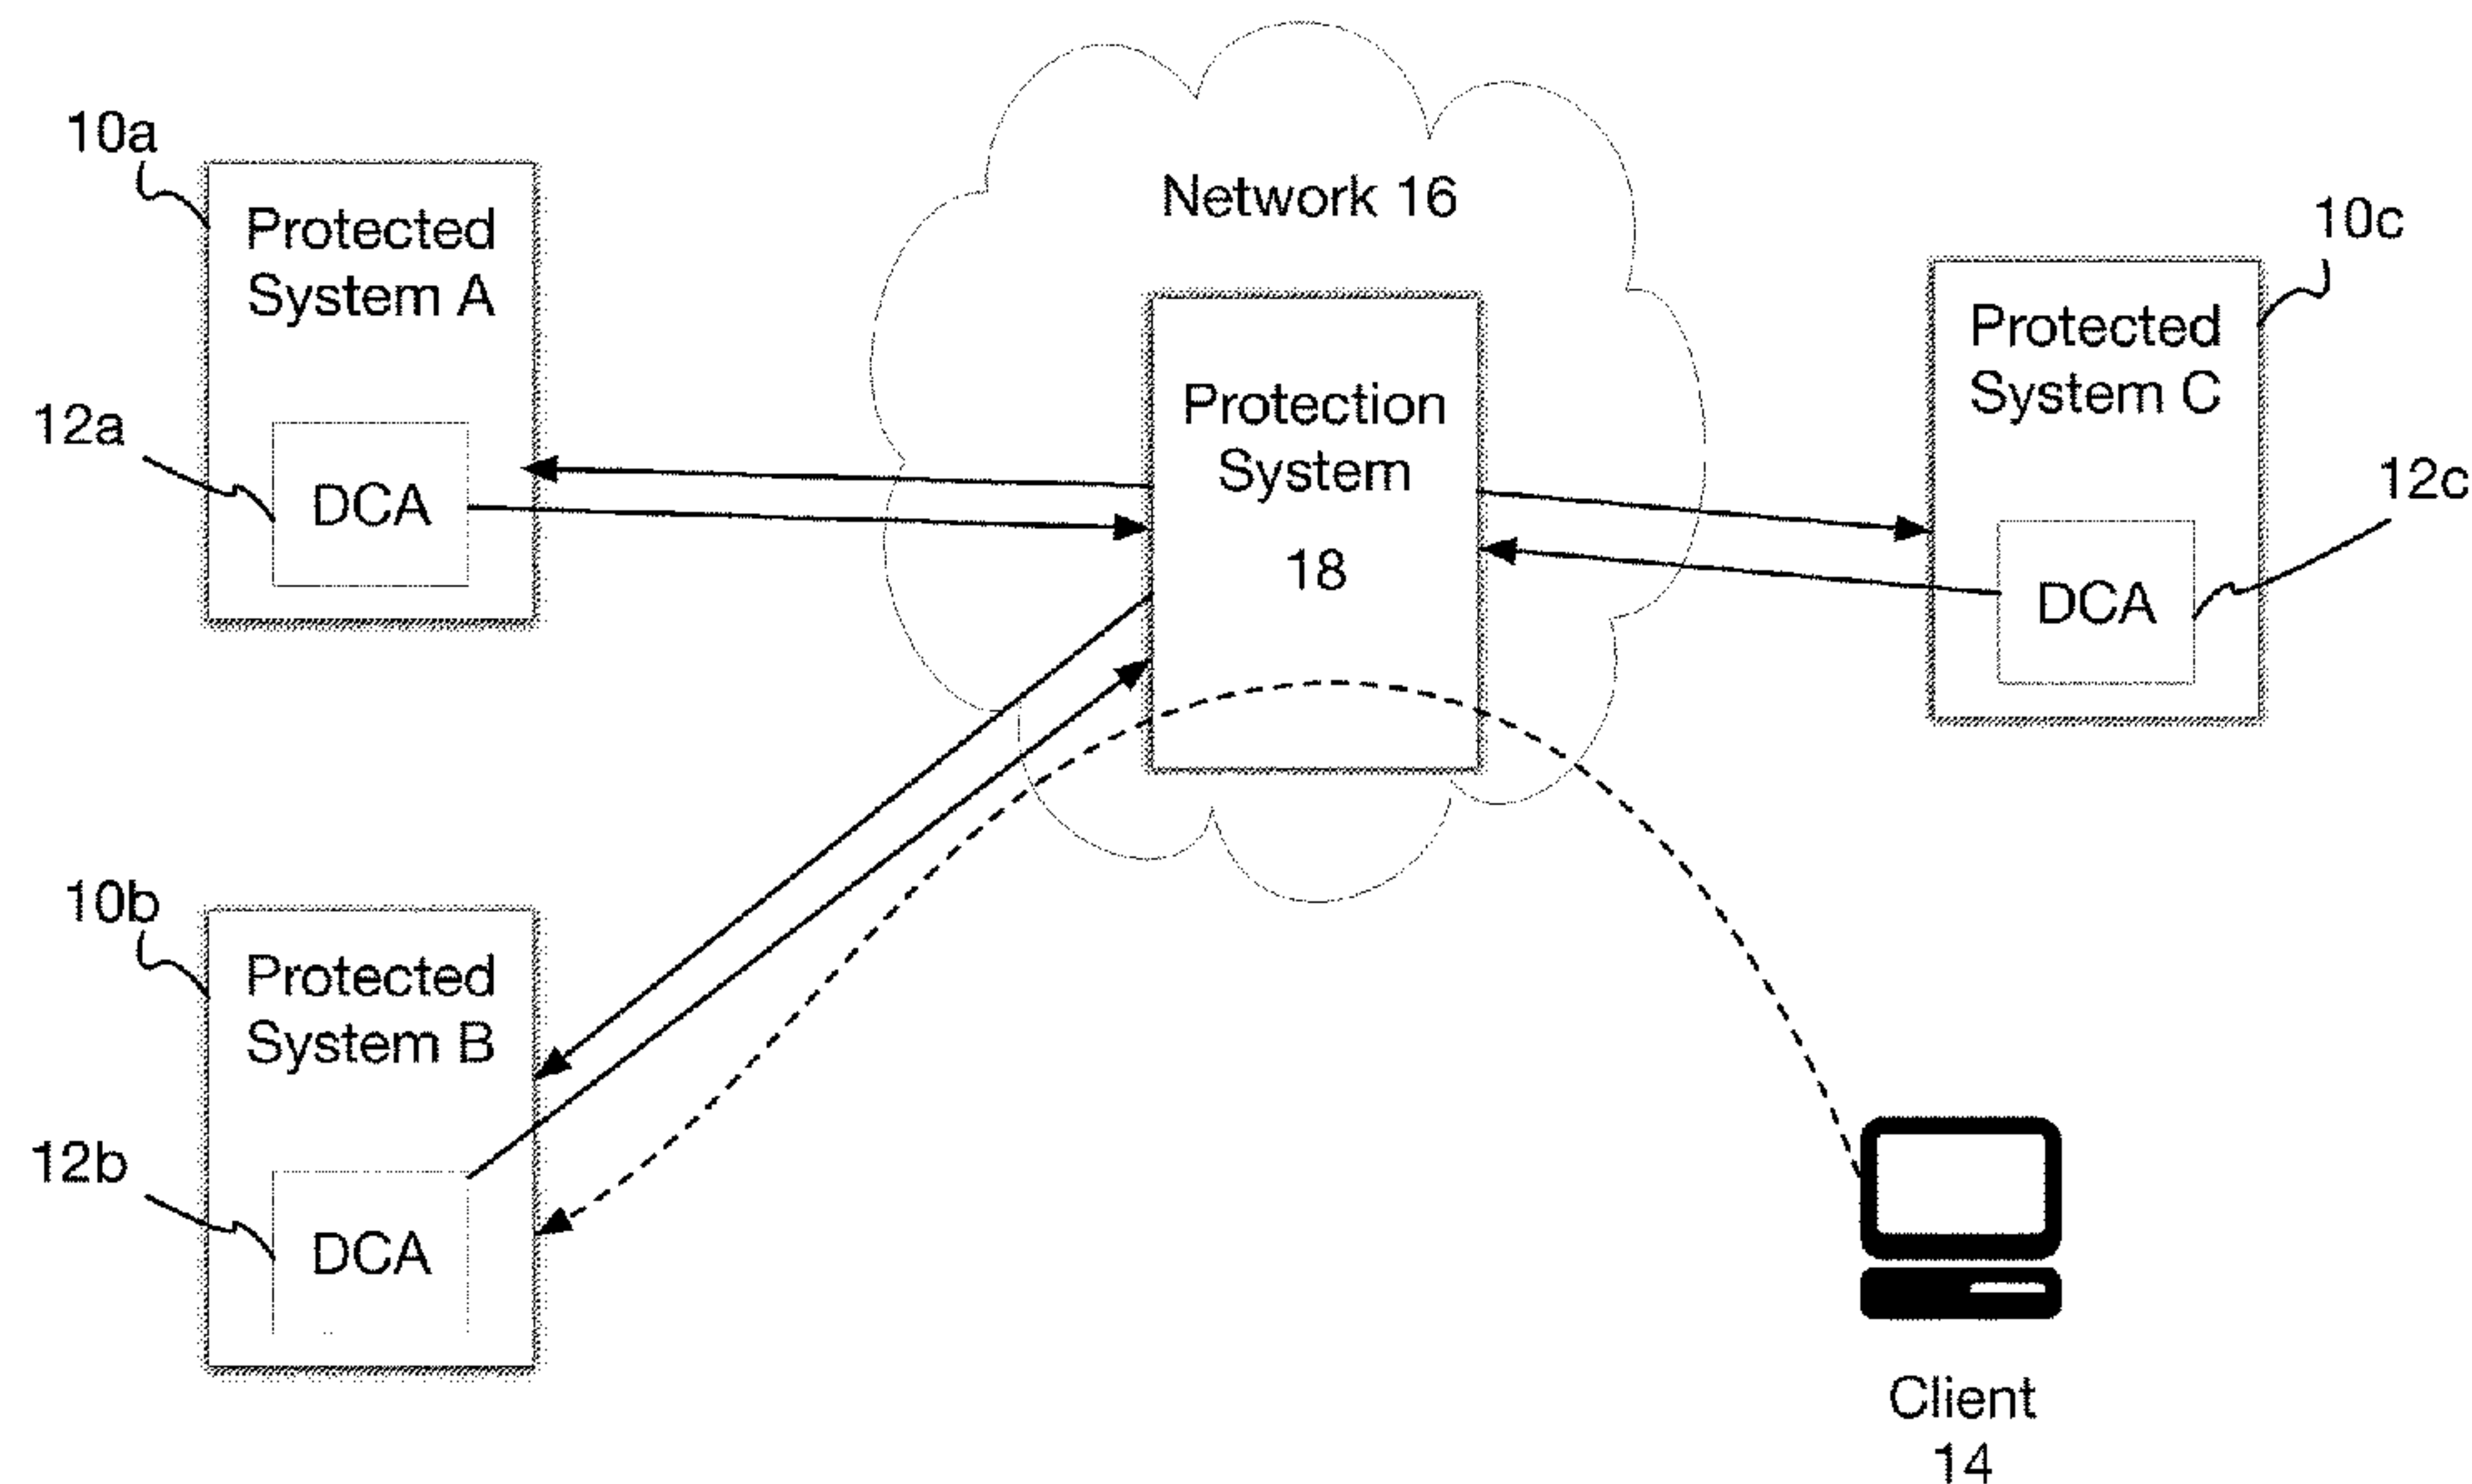 10a
Protected
System A
12a
DCA
Network 16
Protection
System
18
10c
Protected
System C
12c
DCA
10b
Protected
System B
12b
DCA
Client
14